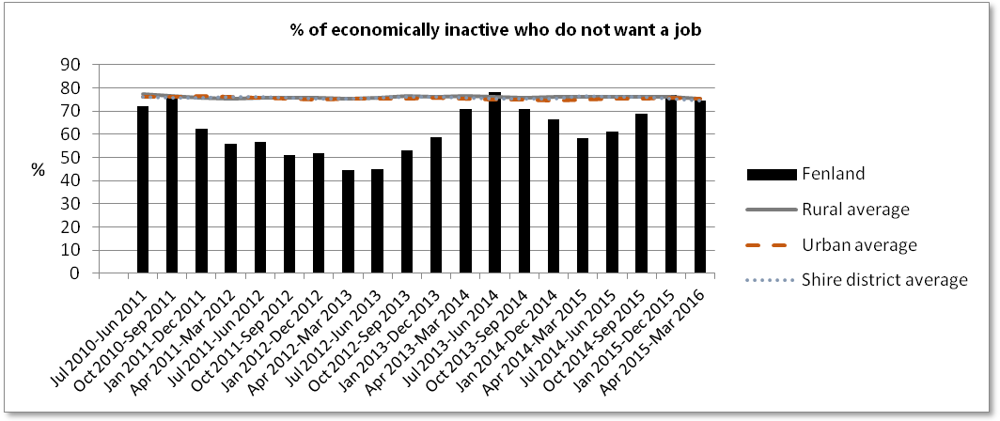 % of economically inactive who do not want a job
90
80
70
60
50
40
30
20
10
0
%
Jul 2010-Jun 2011
Oct 2010-Sep 2011
Jan 2011-Dec 2011
Apr 2011-Mar 2012
Jul 2011-Jun 2012
Oct 2011-Sep 2012
Jan 2012-Dec 2012
Apr 2012-Mar 2013
Jul 2012-Jun 2013
Oct 2012-Sep 2013
Jan 2013-Dec 2013
Apr 2013-Mar 2014
Jul 2013-Jun 2014
Oct 2013-Sep 2014
Jan 2014-Dec 2014
Apr 2014-Mar 2015
Jul 2014-Jun 2015
Oct 2014-Sep 2015
Jan 2015-Dec 2015
Apr 2015-Mar 2016
Fenland
Rural average
Urban average
Shire district average